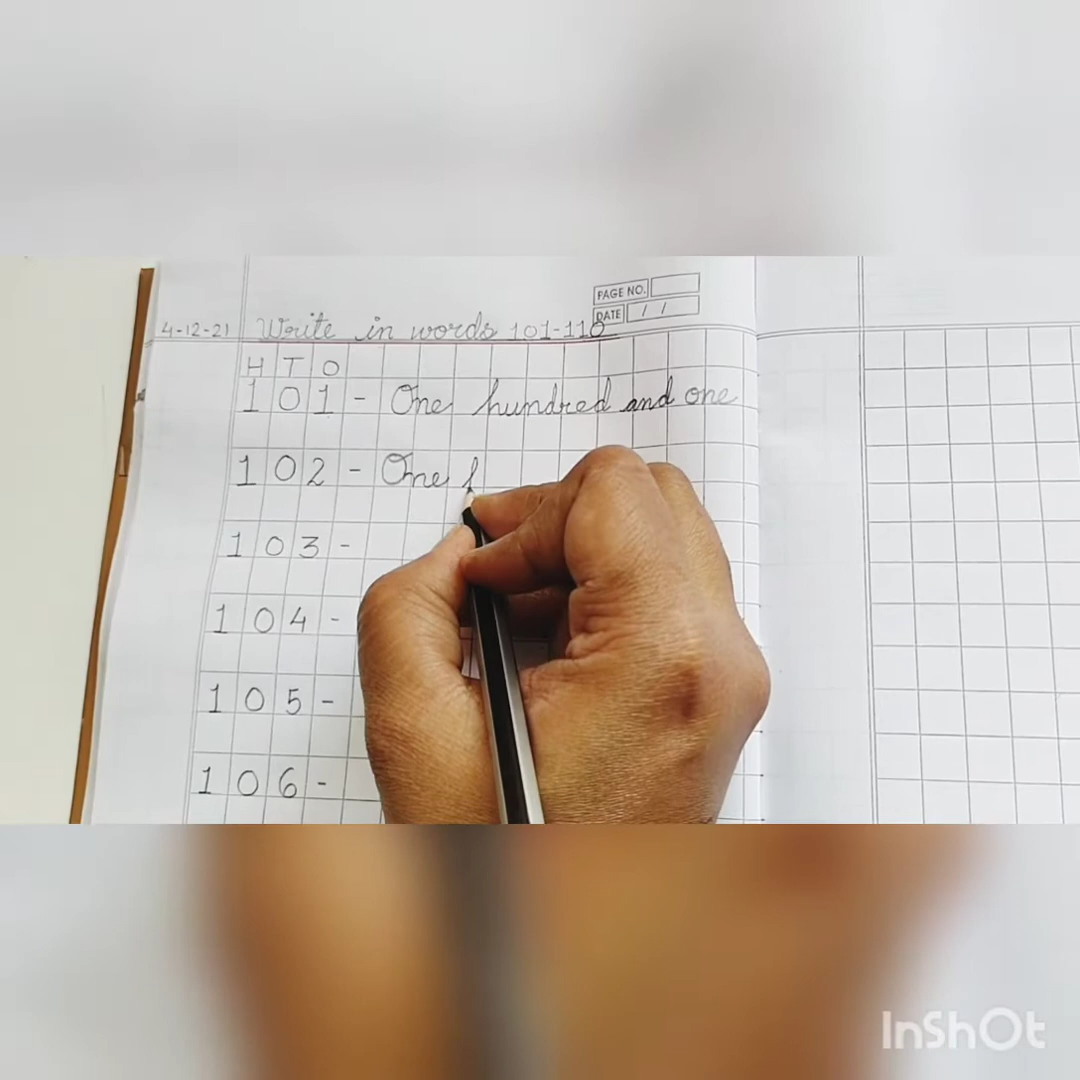 PAGE NO.
DATE / /
4-12-21 Write in words 101-110
H T O
101 - One hundred and one
102 - One h
103 -
104 -
105 -
106 -
InShOt